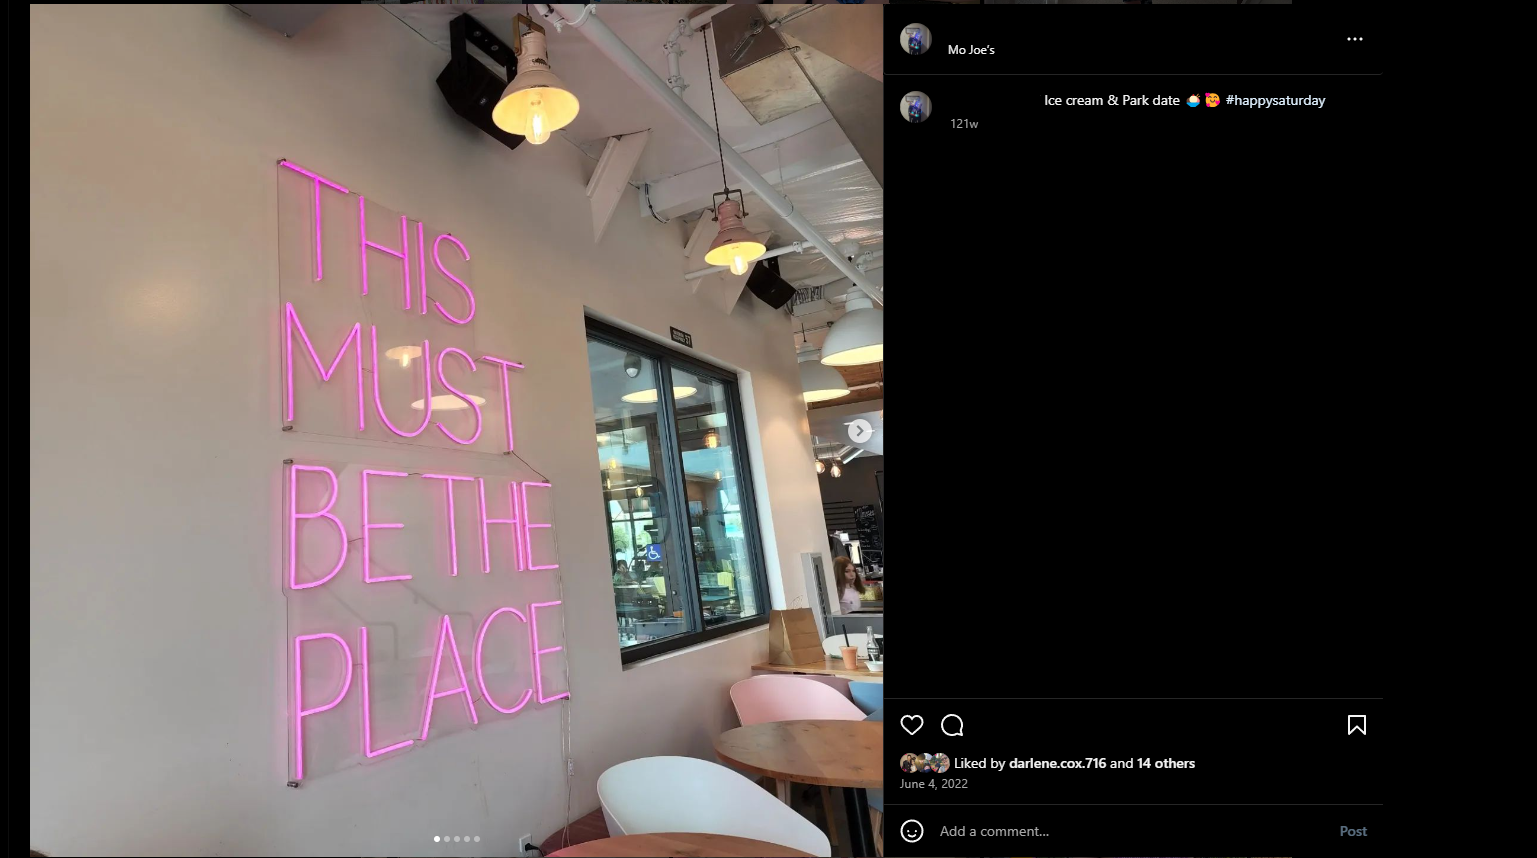 THIS
MUST
BE THE
PLACE
Mo Joe's
Ice cream & Park date 🍧 🥰 #happysaturday
121w
Liked by darlene.cox.716 and 14 others
June 4, 2022
Add a comment...
Post